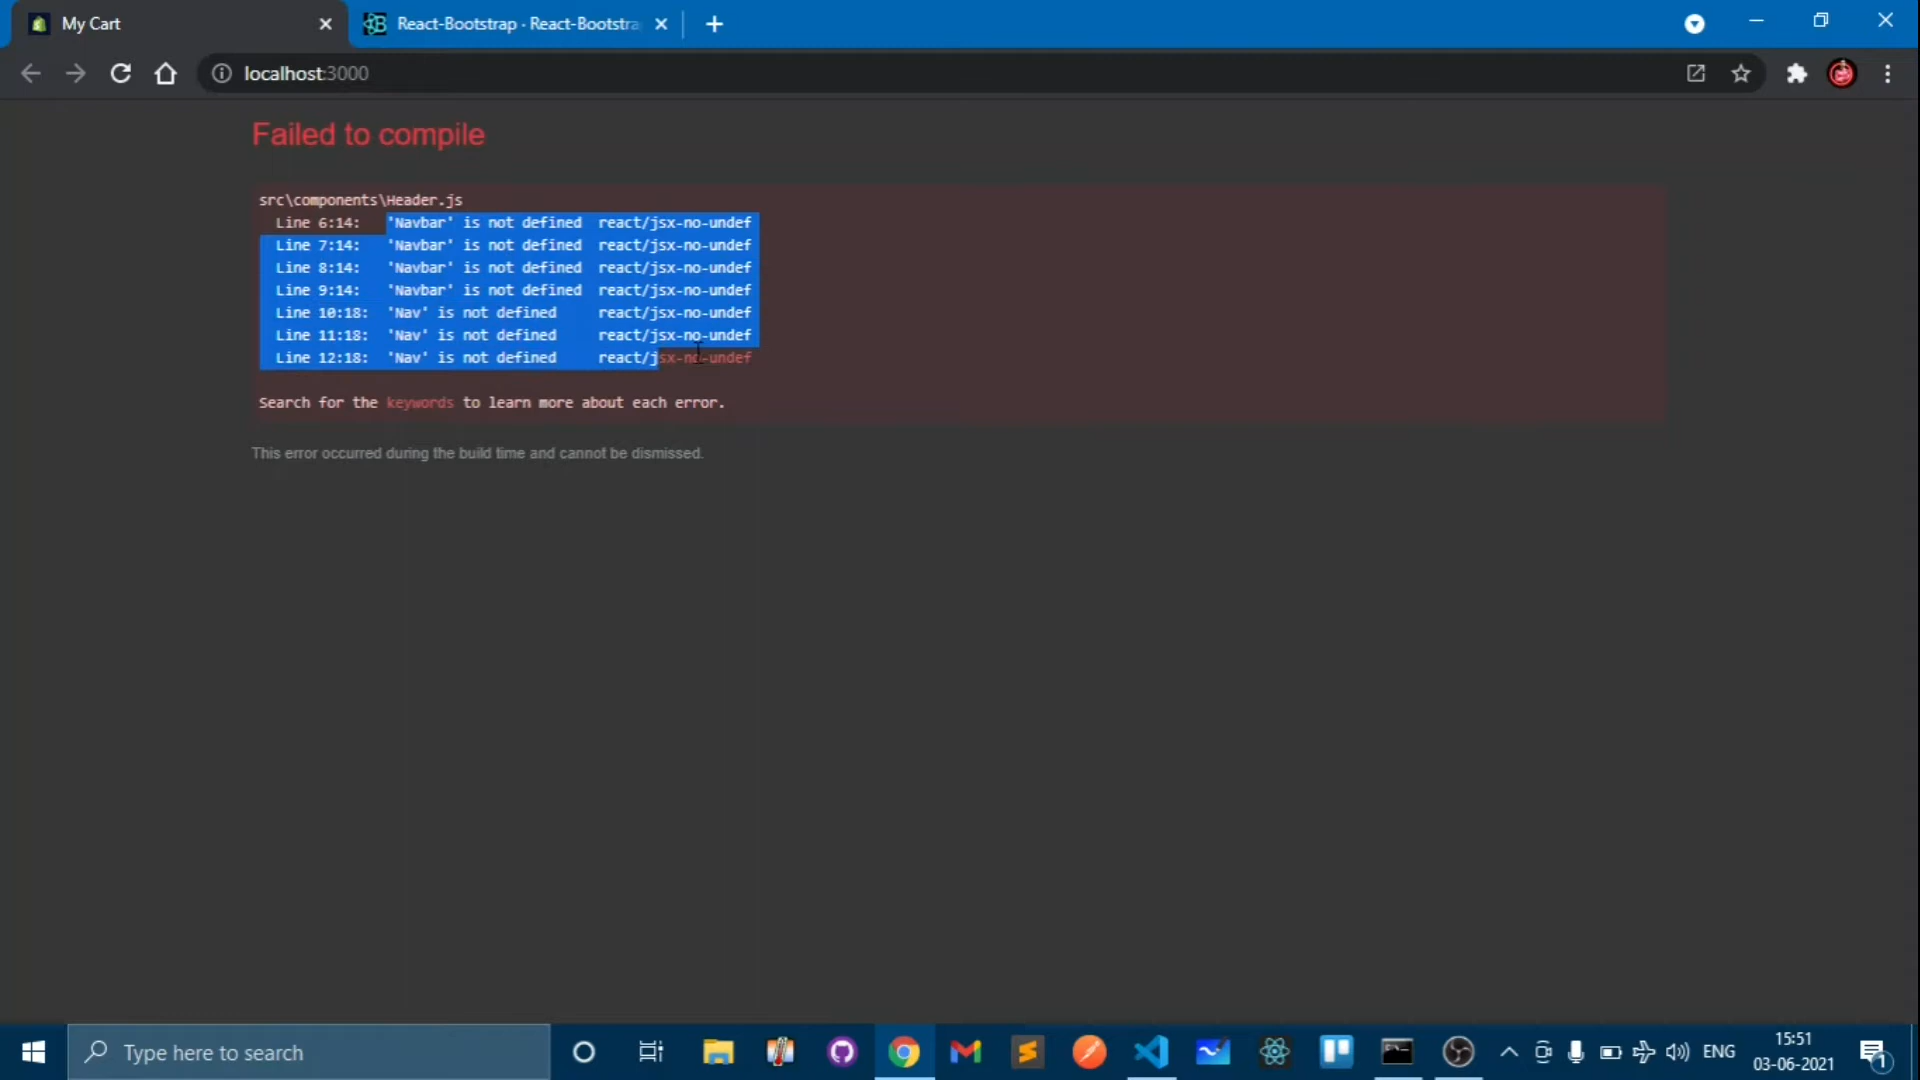 My Cart
React-Bootstrap · React-Bootstra
localhost:3000
Failed to compile
src\components\Header.js
Line 6:14:   'Navbar' is not defined  react/jsx-no-undef
Line 7:14:   'Navbar' is not defined  react/jsx-no-undef
Line 8:14:   'Navbar' is not defined  react/jsx-no-undef
Line 9:14:   'Navbar' is not defined  react/jsx-no-undef
Line 10:18:  'Nav' is not defined     react/jsx-no-undef
Line 11:18:  'Nav' is not defined     react/jsx-no-undef
Line 12:18:  'Nav' is not defined     react/jsx-no-undef
Search for the keywords to learn more about each error.
This error occurred during the build time and cannot be dismissed.
Type here to search
ENG
15:51
03-06-2021
1